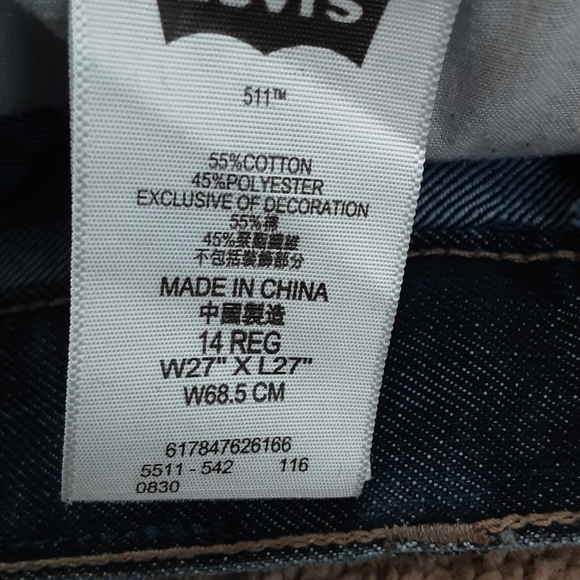 LEVI'S
511™
55%COTTON
45%POLYESTER
EXCLUSIVE OF DECORATION
55%棉
45%聚酯纖維
不包括裝飾部分
MADE IN CHINA
中國製造
14 REG
W27" X L27"
W68.5 CM
617847626166
5511 - 542 116
0830